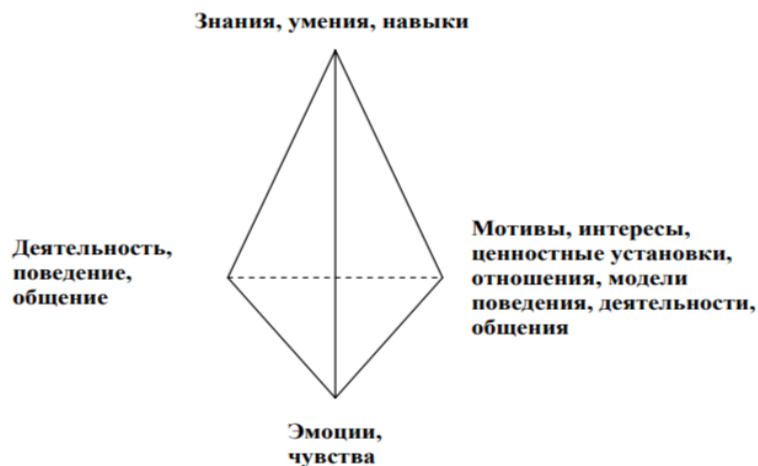 Знания, умения, навыки
Деятельность,
поведение,
общение
Мотивы, интересы,
ценностные установки,
отношения, модели
поведения, деятельности,
общения
Эмоции,
чувства